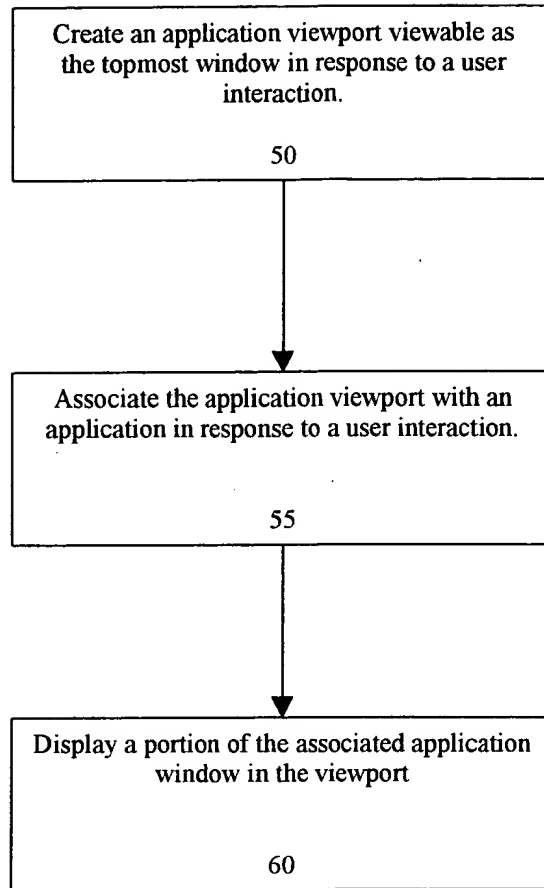 Create an application viewport viewable as
the topmost window in response to a user
interaction.
50
Associate the application viewport with an
application in response to a user interaction.
55
Display a portion of the associated application
window in the viewport
60